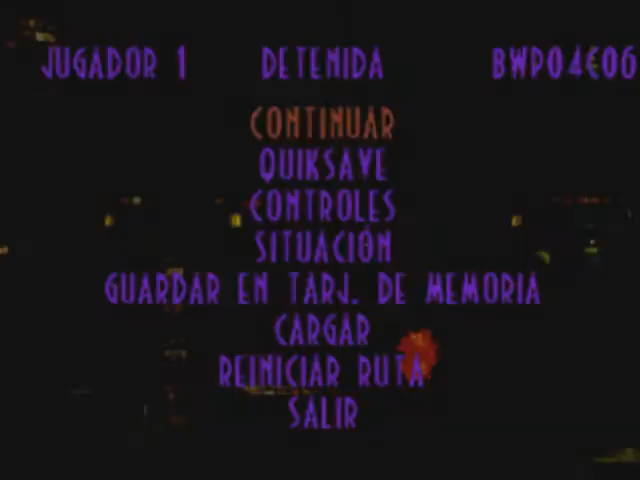 JUGADOR 1 DETENIDA BWP04E06
CONTINUAR
QUIKSAVE
CONTROLES
SITUACIÓN
GUARDAR EN TARJ. DE MEMORIA
CARGAR
REINICIAR RUTA
SALIR